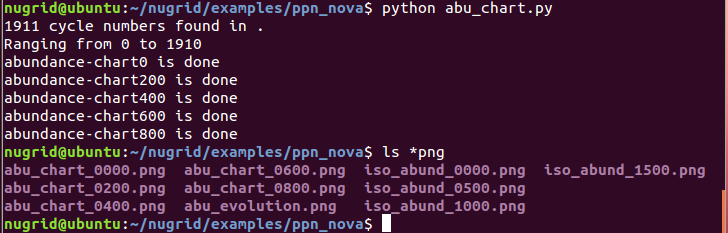 nugrid@ubuntu:~/nugrid/examples/ppn_nova$ python abu_chart.py
1911 cycle numbers found in .
Ranging from 0 to 1910
abundance-chart0 is done
abundance-chart200 is done
abundance-chart400 is done
abundance-chart600 is done
abundance-chart800 is done
nugrid@ubuntu:~/nugrid/examples/ppn_nova$ ls *png
abu_chart_0000.png  abu_chart_0600.png  iso_abund_0000.png  iso_abund_1500.png
abu_chart_0200.png  abu_chart_0800.png  iso_abund_0500.png
abu_chart_0400.png  abu_evolution.png  iso_abund_1000.png
nugrid@ubuntu:~/nugrid/examples/ppn_nova$